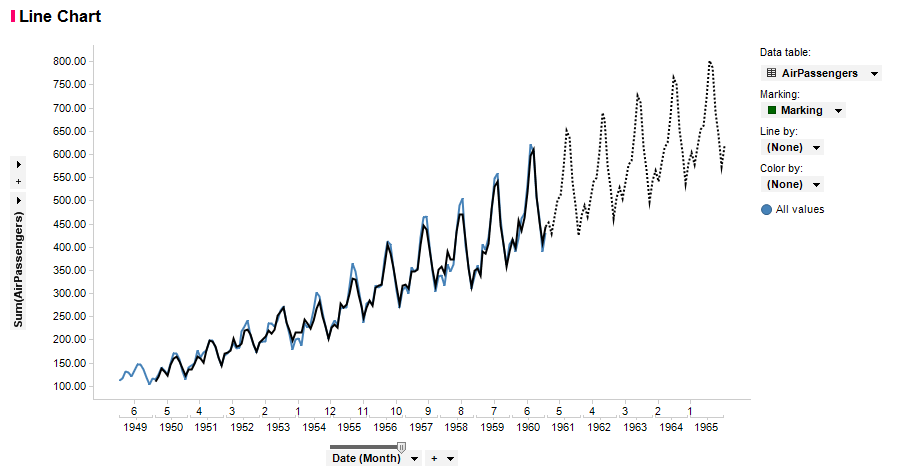 Line Chart
Data table:
AirPassengers
Marking:
Marking
Line by:
(None)
Color by:
(None)
All values
Sum(AirPassengers)
+
800.00
750.00
700.00
650.00
600.00
550.00
500.00
450.00
400.00
350.00
300.00
250.00
200.00
150.00
100.00
6 5 4 3 2 1 12 11 10 9 8 7 6 5 4 3 2 1
1949 1950 1951 1952 1953 1954 1955 1956 1956 1957 1958 1959 1960 1961 1962 1963 1964 1965
Date (Month) +